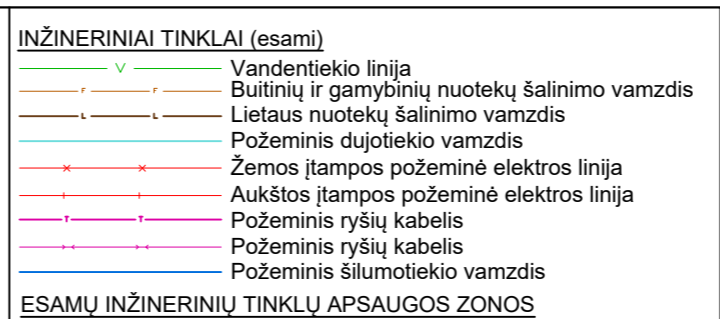 INŽINERINIAI TINKLAI (esami)
V Vandentiekio linija
F F Buitinių ir gamybinių nuotekų šalinimo vamzdis
L L Lietaus nuotekų šalinimo vamzdis
Požeminis dujotiekio vamzdis
Žemos įtampos požeminė elektros linija
Aukštos įtampos požeminė elektros linija
T T Požeminis ryšių kabelis
Požeminis ryšių kabelis
Požeminis šilumotiekio vamzdis
ESAMŲ INŽINERINIŲ TINKLŲ APSAUGOS ZONOS